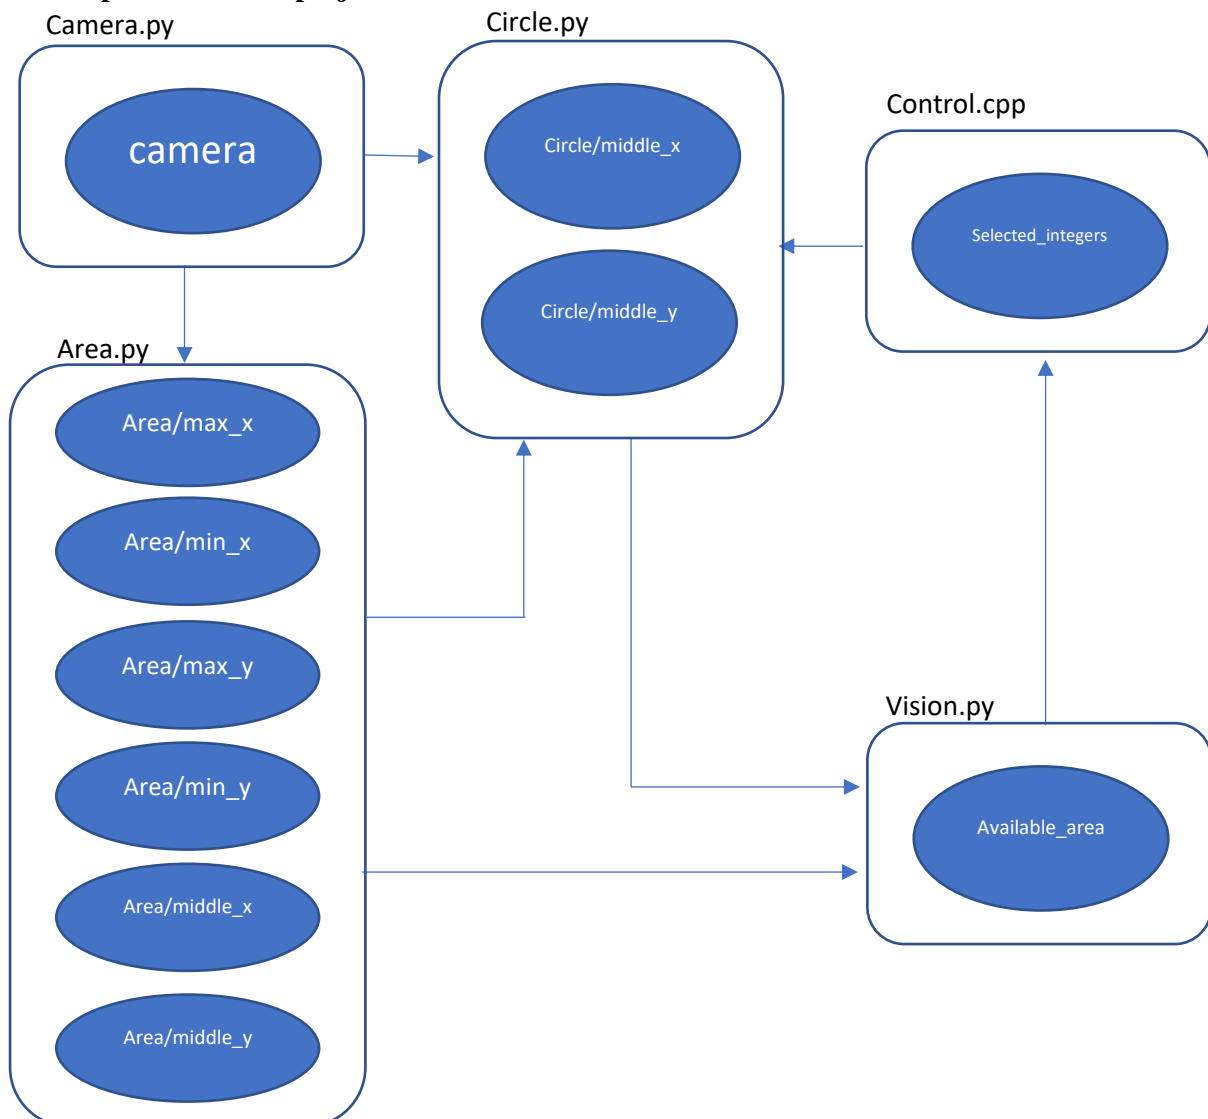 Camera.py
camera
Circle.py
Circle/middle_x
Circle/middle_y
Control.cpp
Selected_integers
Area.py
Area/max_x
Area/min_x
Area/max_y
Area/min_y
Area/middle_x
Area/middle_y
Vision.py
Available_area